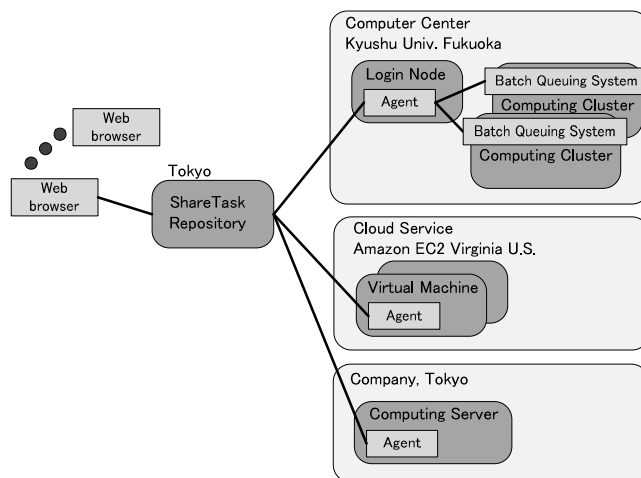 Computer Center
Kyushu Univ. Fukuoka
Login Node
Agent
Batch Queuing System
Computing Cluster
Batch Queuing System
Computing Cluster
Web
browser
Web
browser
Tokyo
ShareTask
Repository
Cloud Service
Amazon EC2 Virginia U.S.
Virtual Machine
Agent
Company, Tokyo
Computing Server
Agent